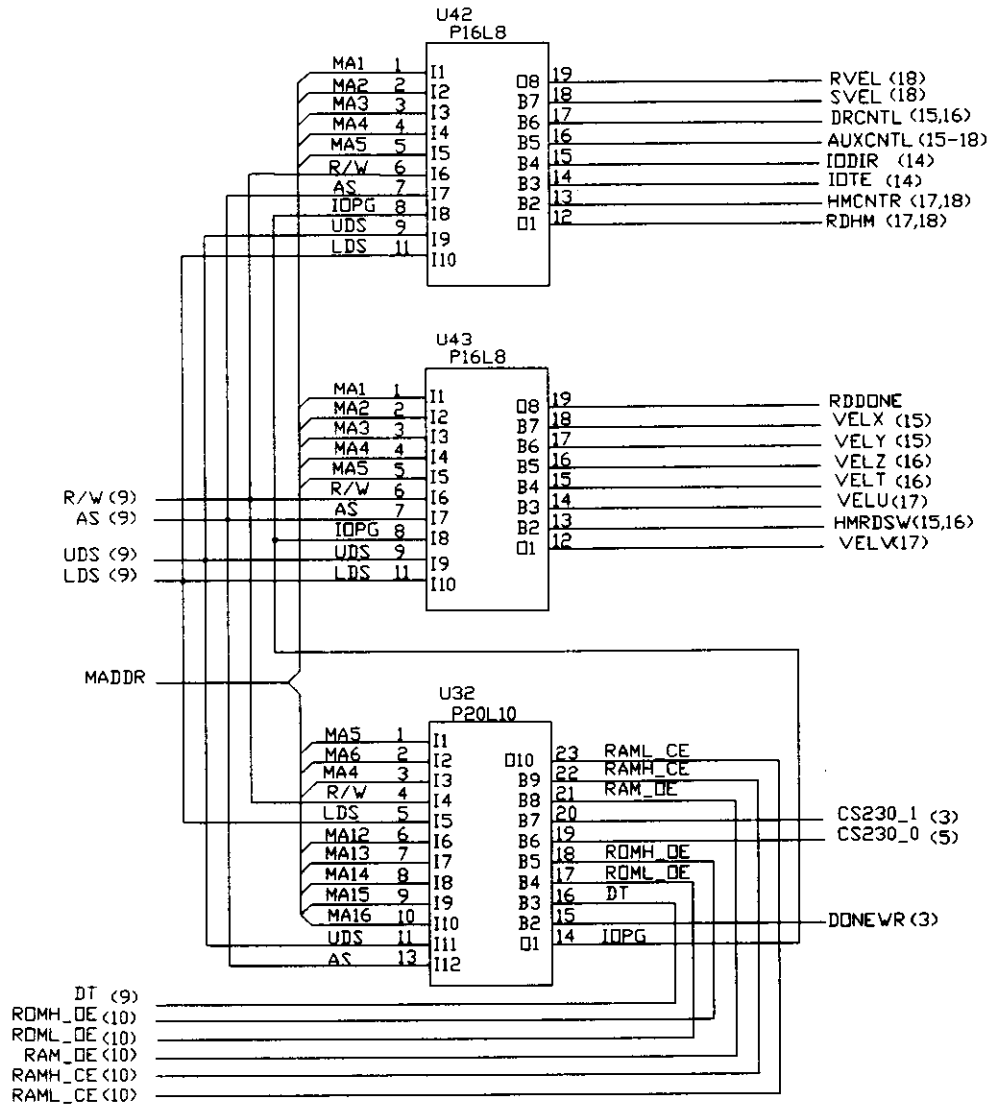 U42
P16L8
MA1 1 I1
MA2 2 I2
MA3 3 I3
MA4 4 I4
MA5 5 I5
R/W 6 I6
AS 7 I7
IOPG 8 I8
UDS 9 I9
LDS 11 I10
O8 19 RVEL (18)
B7 18 SVEL (18)
B6 17 DRCNTL (15,16)
B5 16 AUXCNTL (15-18)
B4 15 IODIR (14)
B3 14 IOTE (14)
B2 13 HMCNTR (17,18)
O1 12 RDHM (17,18)
U43
P16L8
MA1 1 I1
MA2 2 I2
MA3 3 I3
MA4 4 I4
MA5 5 I5
R/W 6 I6
AS 7 I7
IOPG 8 I8
UDS 9 I9
LDS 11 I10
O8 19 RDDONE
B7 18 VELX (15)
B6 17 VELY (15)
B5 16 VELZ (16)
B4 15 VELT (16)
B3 14 VELU(17)
B2 13 HMRDSW(15,16)
O1 12 VELV(17)
R/W (9)
AS (9)
UDS (9)
LDS (9)
MADDR
U32
P20L10
MA5 1 I1
MA6 2 I2
MA4 3 I3
R/W 4 I4
LDS 5 I5
MA12 6 I6
MA13 7 I7
MA14 8 I8
MA15 9 I9
MA16 10 I10
UDS 11 I11
AS 13 I12
O10 23 RAML_CE
B9 22 RAMH_CE
B8 21 RAM_OE
B7 20 CS230_1 (3)
B6 19 CS230_0 (5)
B5 18 ROMH_OE
B4 17 ROML_OE
B3 16 DT
B2 15 DONEWR (3)
O1 14 IOPG
DT (9)
ROMH_OE (10)
ROML_OE (10)
RAM_OE (10)
RAMH_CE (10)
RAML_CE (10)